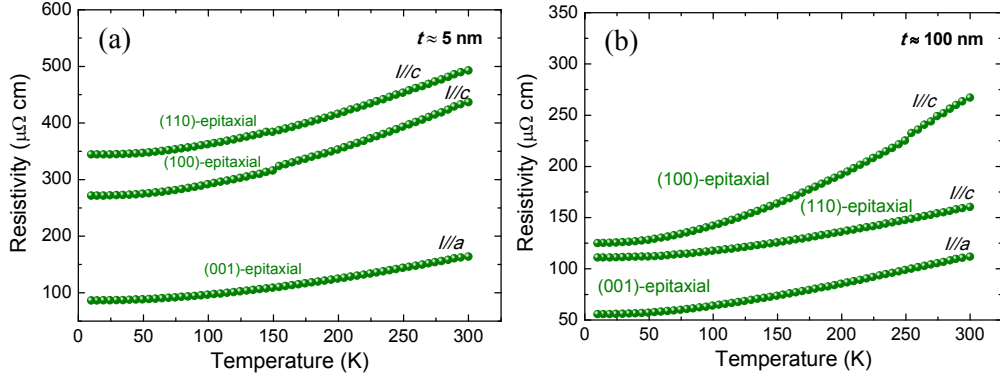 (a)
t ≈ 5 nm
600
500
400
300
200
100
0
50
100
150
200
250
300
Resistivity (μΩ cm)
Temperature (K)
I//c
(110)-epitaxial
I//c
(100)-epitaxial
I//a
(001)-epitaxial
(b)
t ≈ 100 nm
350
300
250
200
150
100
50
0
50
100
150
200
250
300
Resistivity (μΩ cm)
Temperature (K)
I//c
(100)-epitaxial
I//c
(110)-epitaxial
I//a
(001)-epitaxial